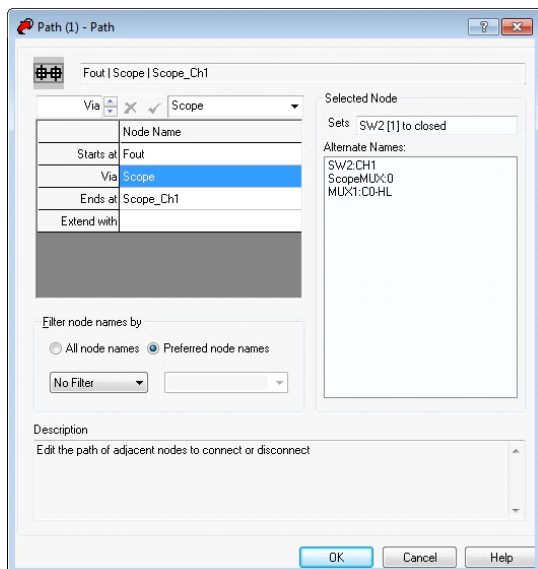 Path (1) - Path
Fout | Scope | Scope_Ch1
Via Scope
Node Name
Starts at Fout
Via Scope
Ends at Scope_Ch1
Extend with
Selected Node
Sets SW2 [1] to closed
Alternate Names:
SW2:CH1
ScopeMUX:0
MUX1:C0-HL
Filter node names by
All node names Preferred node names
No Filter
Description
Edit the path of adjacent nodes to connect or disconnect
OK Cancel Help